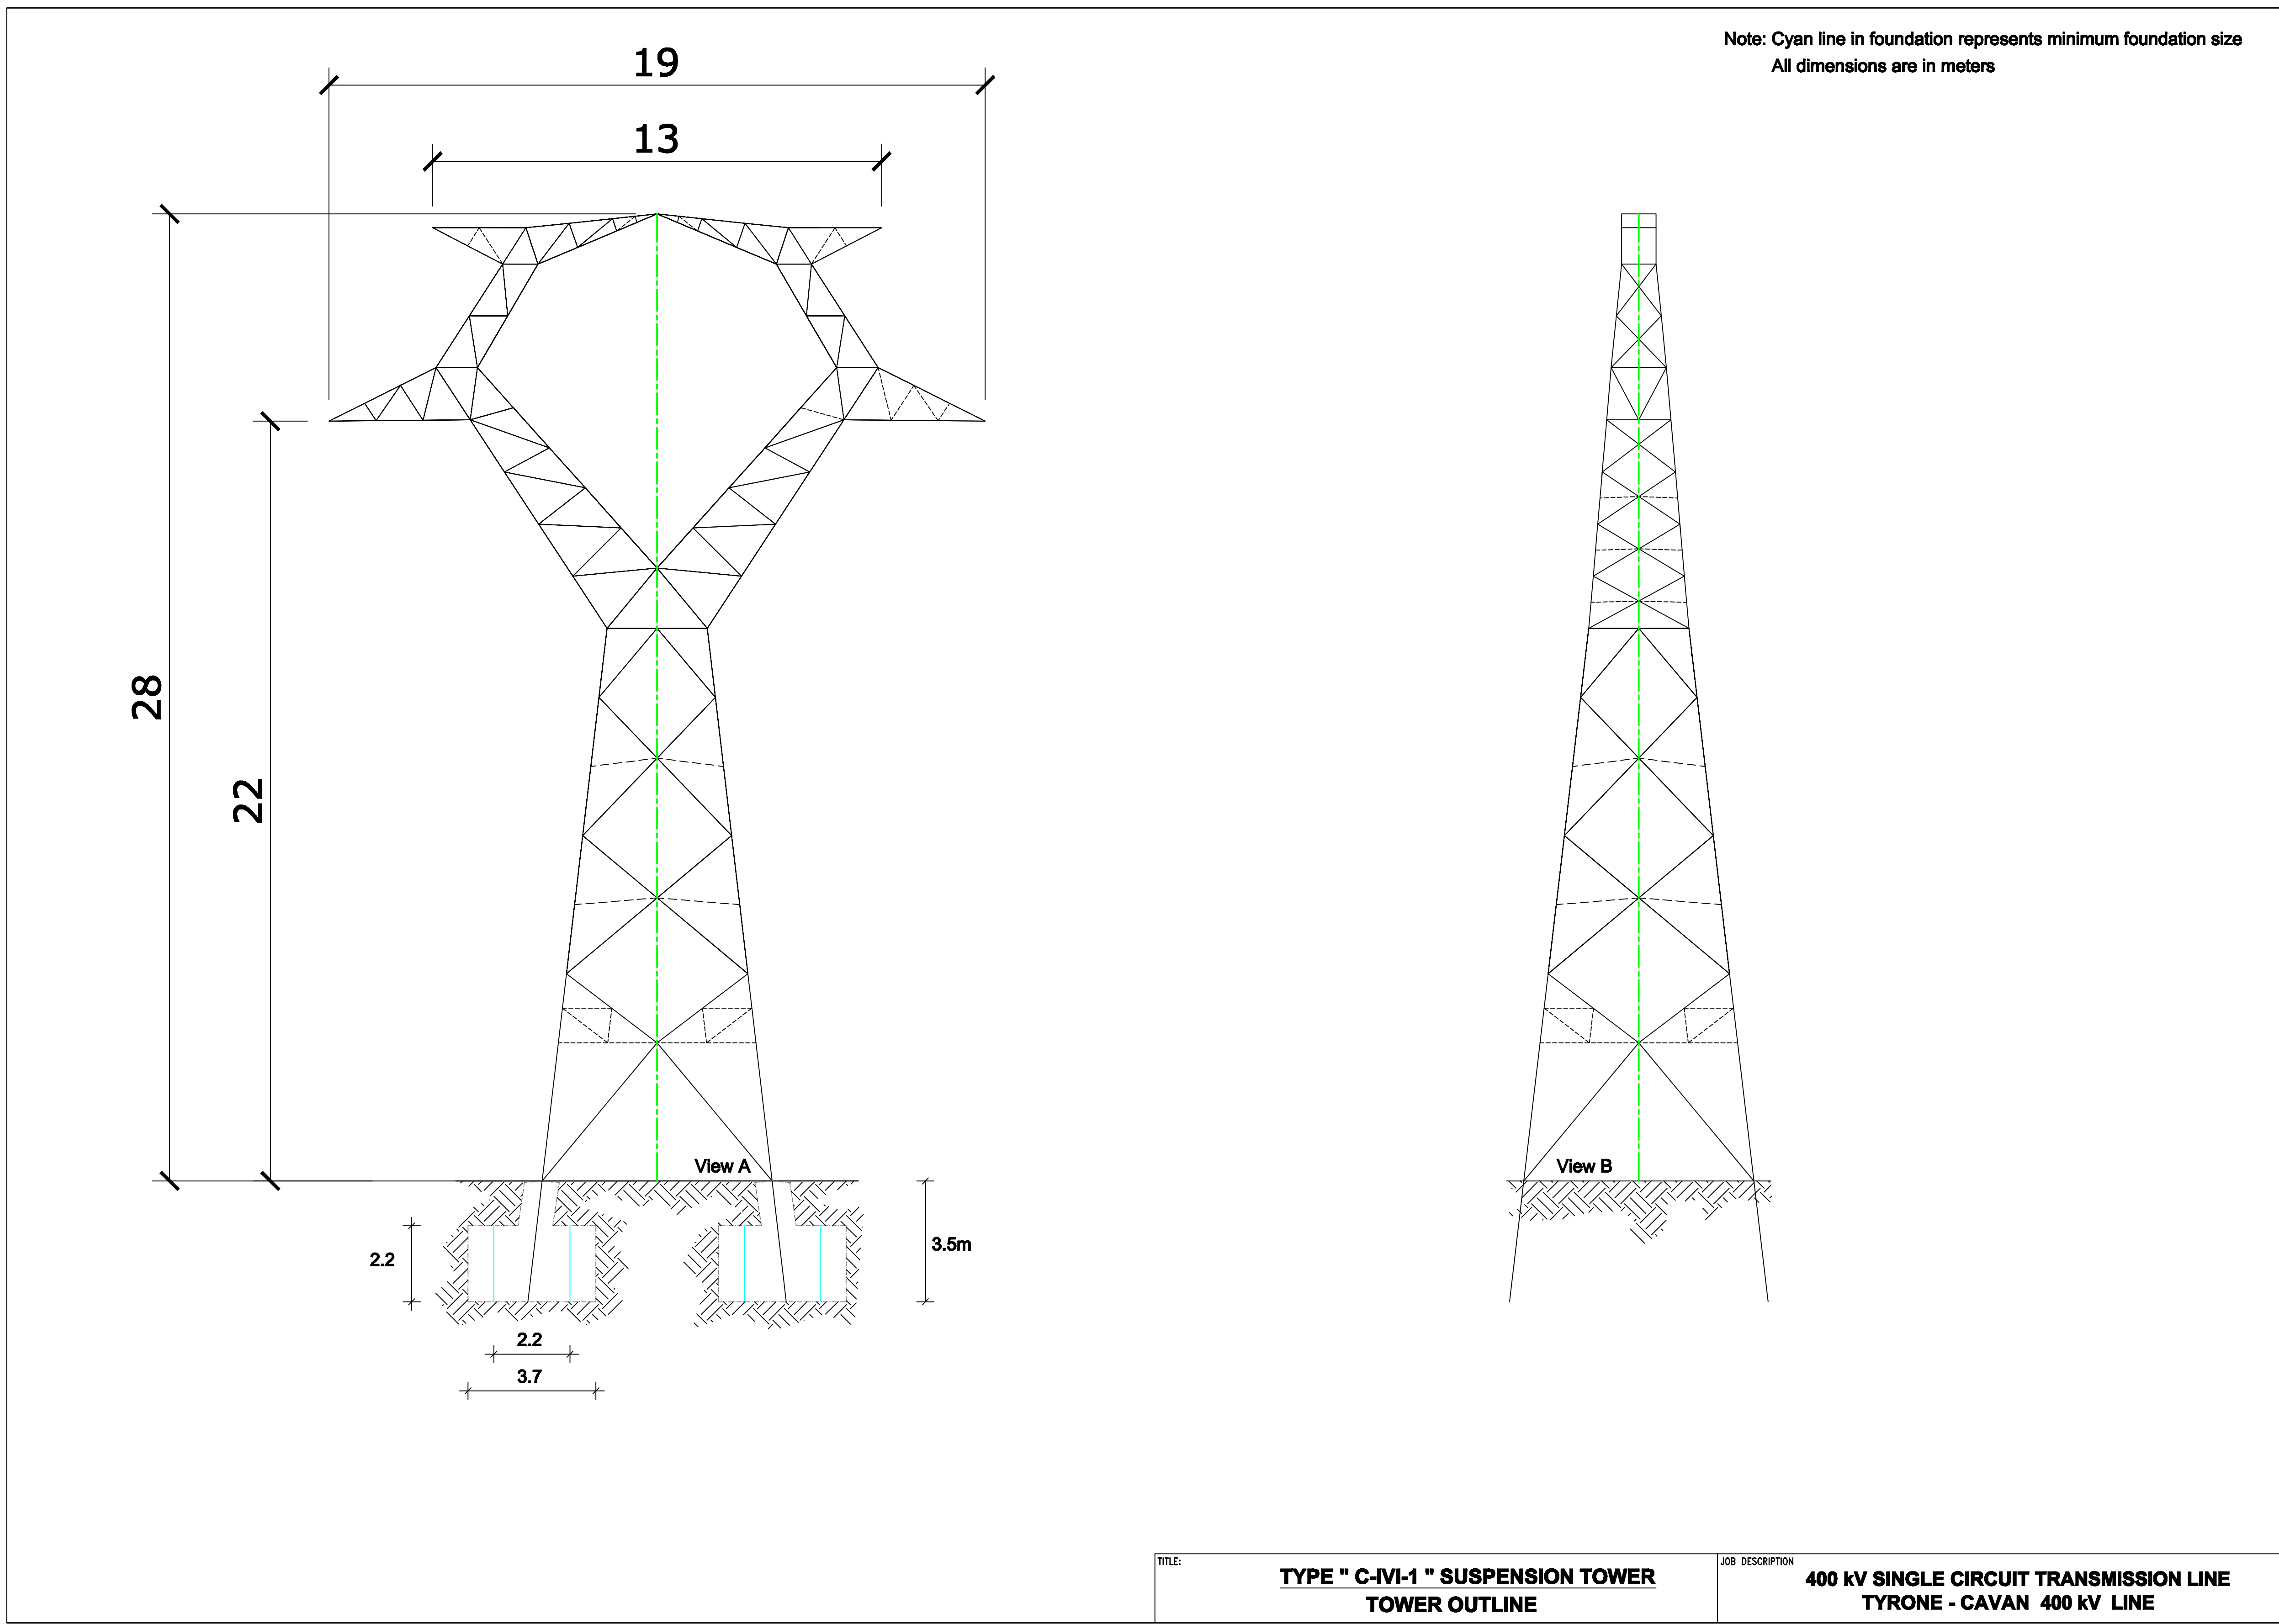 Note: Cyan line in foundation represents minimum foundation size
All dimensions are in meters
19
13
28
22
View A
View B
2.2
3.5m
2.2
3.7
TITLE:
TYPE " C-IVI-1 " SUSPENSION TOWER
TOWER OUTLINE
JOB DESCRIPTION
400 kV SINGLE CIRCUIT TRANSMISSION LINE
TYRONE - CAVAN 400 kV LINE